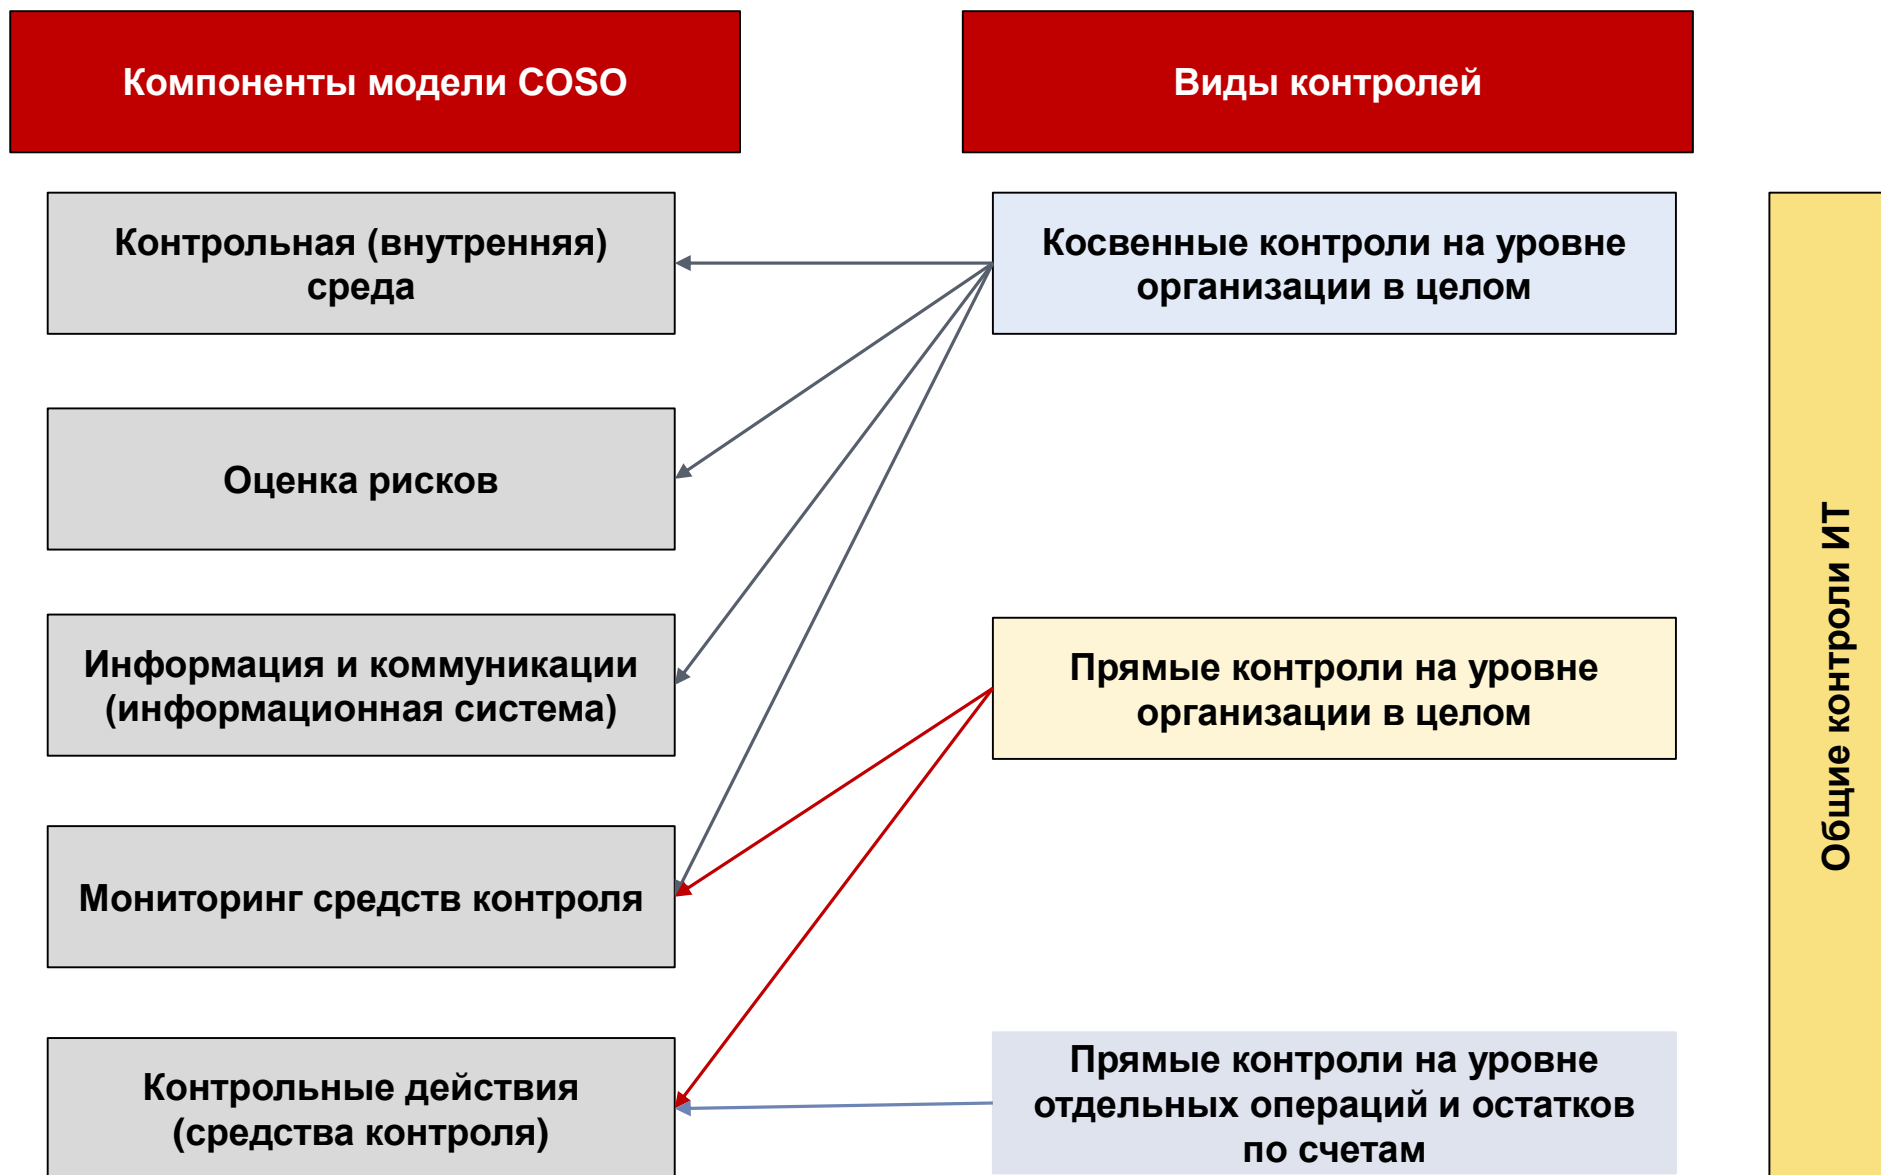 Компоненты модели COSO
Виды контролей
Контрольная (внутренняя)
среда
Косвенные контроли на уровне
организации в целом
Оценка рисков
Информация и коммуникации
(информационная система)
Прямые контроли на уровне
организации в целом
Мониторинг средств контроля
Контрольные действия
(средства контроля)
Прямые контроли на уровне
отдельных операций и остатков
по счетам
Общие контроли ИТ